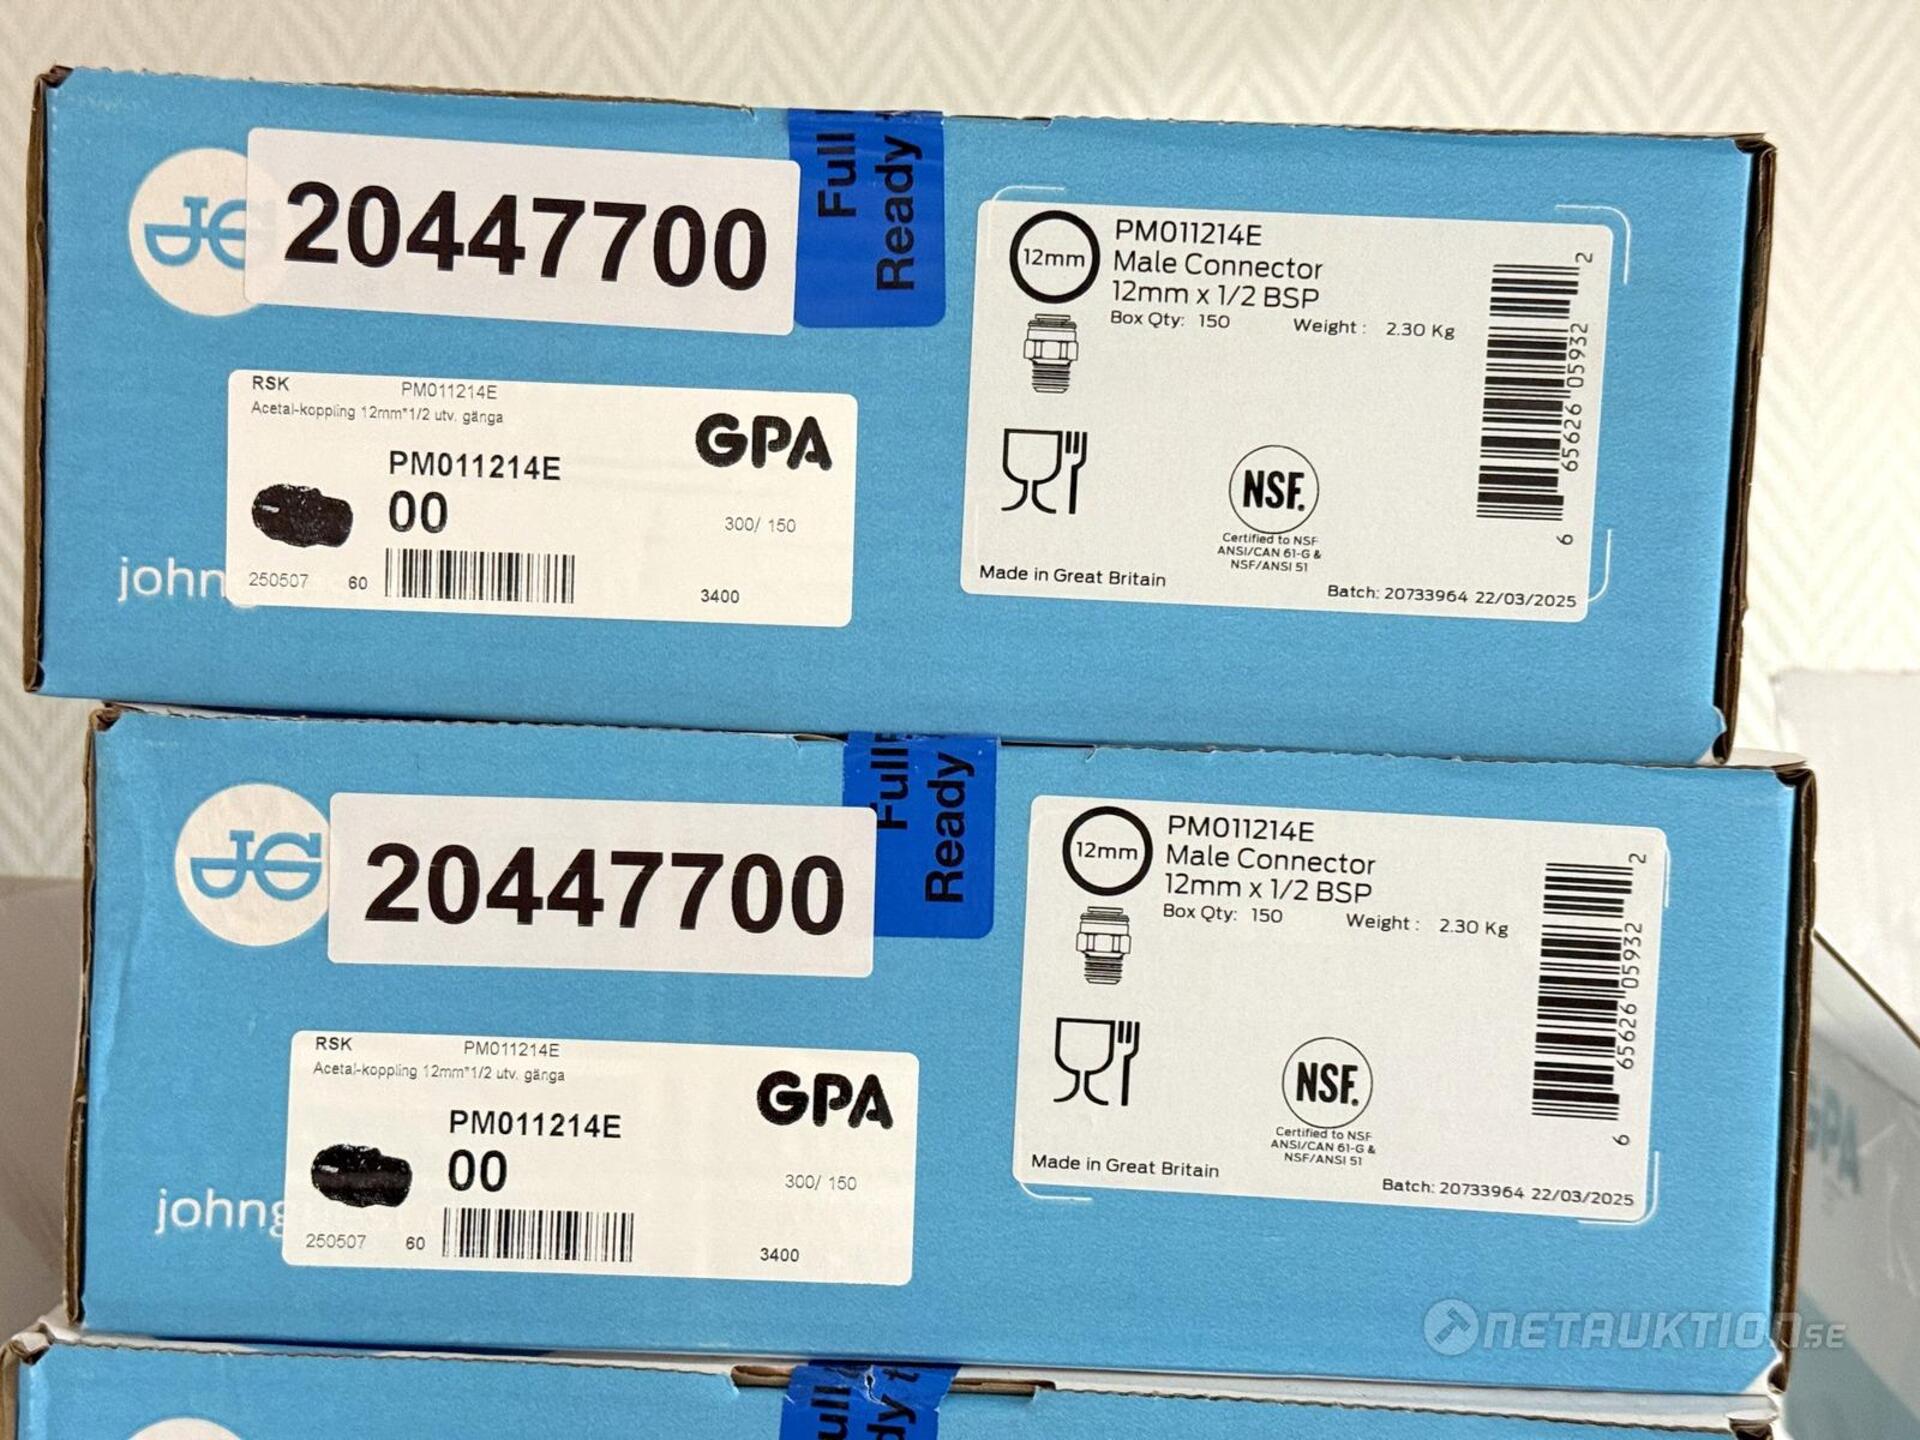 JG
20447700
Full
Ready
RSK PM011214E
Acetal-koppling 12mm*1/2 utv. gänga
GPA
PM011214E
00
300/ 150
250507 60
3400
john
12mm
PM011214E
Male Connector
12mm x 1/2 BSP
Box Qty: 150 Weight : 2.30 Kg
NSF.
Certified to NSF
ANSI/CAN 61-G &
NSF/ANSI 51
Made in Great Britain
Batch: 20733964 22/03/2025
6 65626 05932 2
JG
20447700
Full
Ready
RSK PM011214E
Acetal-koppling 12mm*1/2 utv. gänga
GPA
PM011214E
00
300/ 150
250507 60
3400
johng
12mm
PM011214E
Male Connector
12mm x 1/2 BSP
Box Qty: 150 Weight : 2.30 Kg
NSF.
Certified to NSF
ANSI/CAN 61-G &
NSF/ANSI 51
Made in Great Britain
Batch: 20733964 22/03/2025
6 65626 05932 2
NETAUKTION.SE